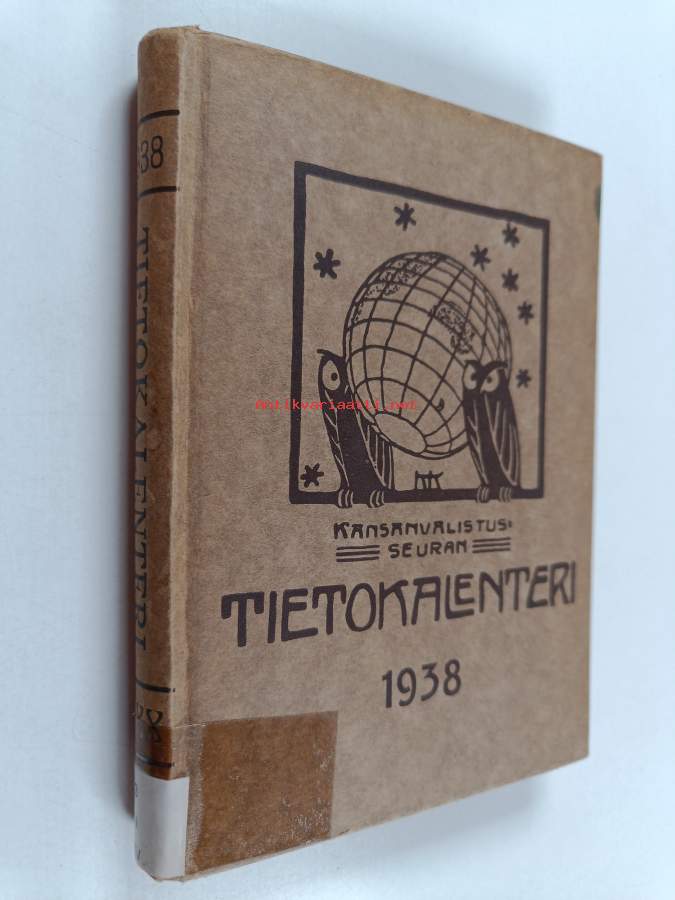 38
TIETOKALENTERI
KANSANVALISTUS=
SEURAN
TIETOKALENTERI
1938
Antikvariaatti.net